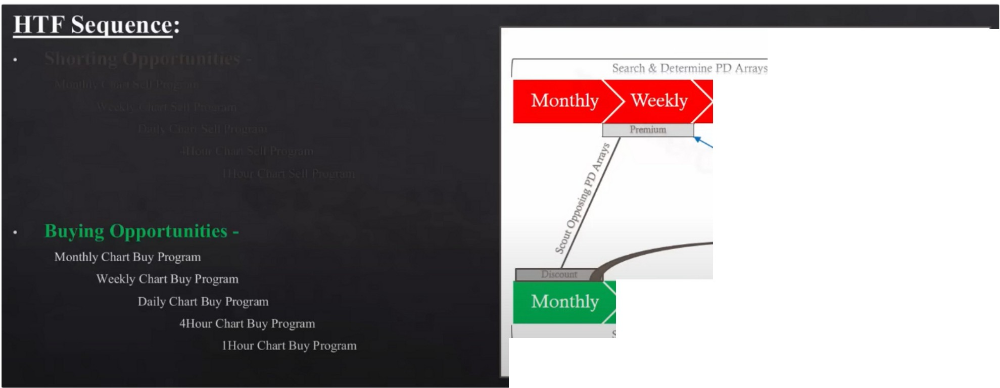 HTF Sequence:
• Shorting Opportunities -
Monthly Chart Sell Program
Weekly Chart Sell Program
Daily Chart Sell Program
4Hour Chart Sell Program
1Hour Chart Sell Program
• Buying Opportunities -
Monthly Chart Buy Program
Weekly Chart Buy Program
Daily Chart Buy Program
4Hour Chart Buy Program
1Hour Chart Buy Program
Search & Determine PD Arrays
Monthly
Weekly
Premium
Scout Opposing PD Arrays
Discount
Monthly